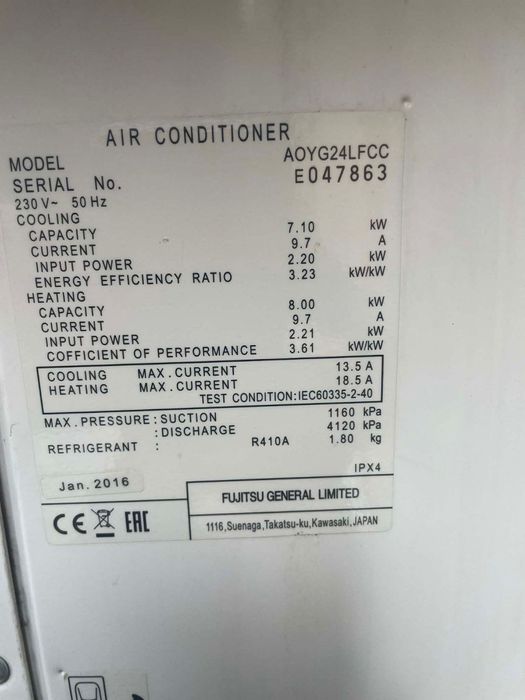 AIR CONDITIONER
MODEL AOYG24LFCC
SERIAL No. E047863
230 V~ 50 Hz
COOLING
CAPACITY 7.10 kW
CURRENT 9.7 A
INPUT POWER 2.20 kW
ENERGY EFFICIENCY RATIO 3.23 kW/kW
HEATING
CAPACITY 8.00 kW
CURRENT 9.7 A
INPUT POWER 2.21 kW
COFFICIENT OF PERFORMANCE 3.61 kW/kW
COOLING MAX.CURRENT 13.5 A
HEATING MAX.CURRENT 18.5 A
TEST CONDITION:IEC60335-2-40
MAX. PRESSURE : SUCTION 1160 kPa
: DISCHARGE 4120 kPa
REFRIGERANT : R410A 1.80 kg
IPX4
Jan. 2016
FUJITSU GENERAL LIMITED
CE EAC
1116,Suenaga,Takatsu-ku,Kawasaki,JAPAN